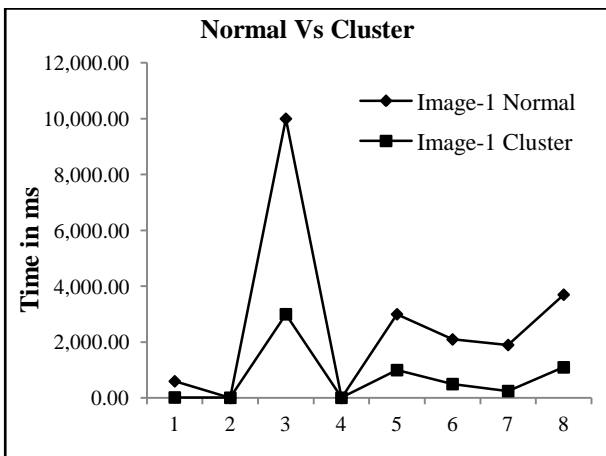 Normal Vs Cluster
12,000.00
10,000.00
8,000.00
6,000.00
4,000.00
2,000.00
0.00
Time in ms
Image-1 Normal
Image-1 Cluster
1 2 3 4 5 6 7 8